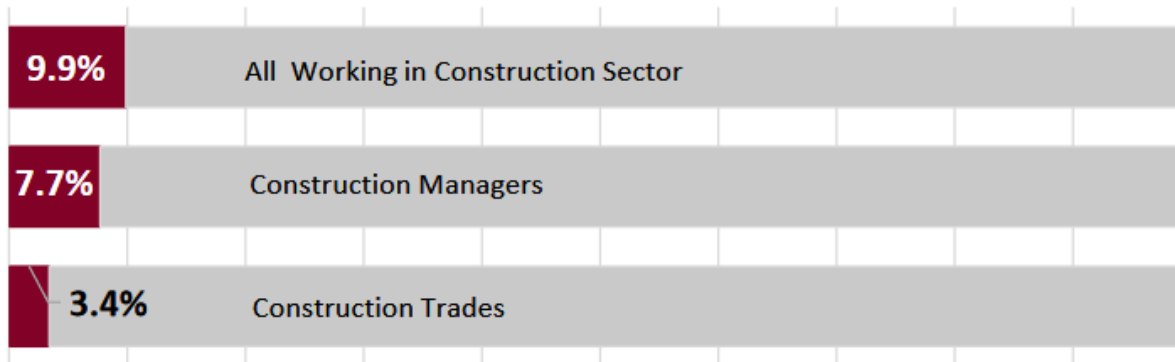 9.9% All Working in Construction Sector
7.7% Construction Managers
3.4% Construction Trades